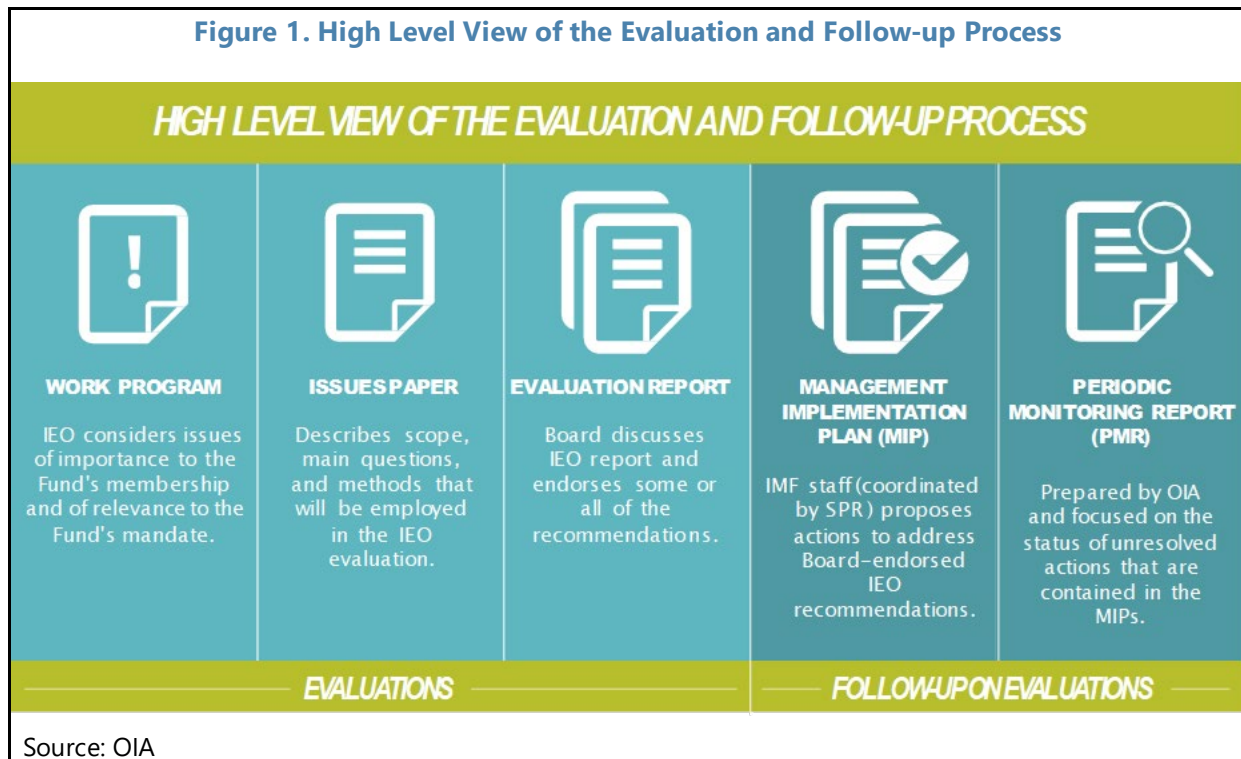 Figure 1. High Level View of the Evaluation and Follow-up Process
HIGH LEVEL VIEW OF THE EVALUATION AND FOLLOW-UP PROCESS
!
WORK PROGRAM
IEO considers issues
of importance to the
Fund's membership
and of relevance to the
Fund's mandate.
ISSUES PAPER
Describes scope,
main questions,
and methods that
will be employed
in the IEO
evaluation.
EVALUATION REPORT
Board discusses
IEO report and
endorses some or
all of the
recommendations.
MANAGEMENT
IMPLEMENTATION
PLAN (MIP)
IMF staff (coordinated
by SPR) proposes
actions to address
Board-endorsed
IEO
recommendations.
PERIODIC
MONITORING REPORT
(PMR)
Prepared by OIA
and focused on the
status of unresolved
actions that are
contained in the
MIPs.
EVALUATIONS
FOLLOW-UP ON EVALUATIONS
Source: OIA